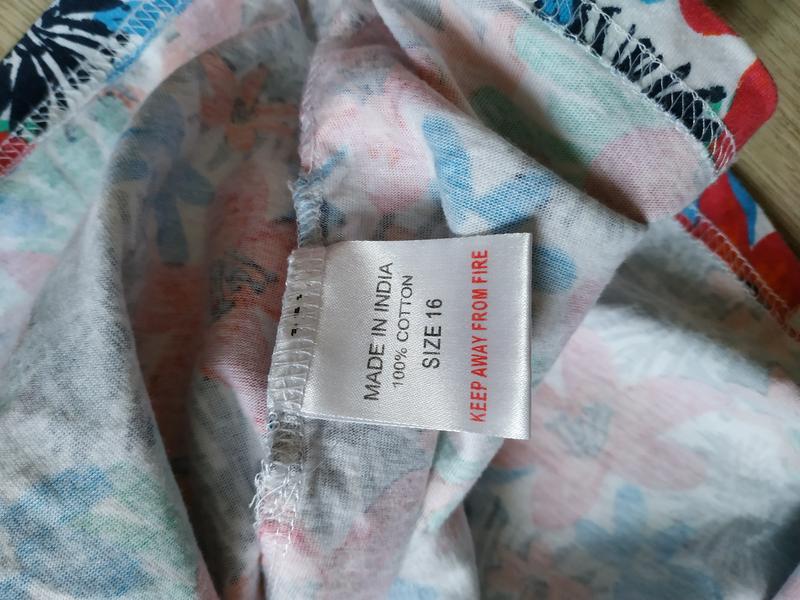 MADE IN INDIA
100% COTTON
SIZE 16
KEEP AWAY FROM FIRE